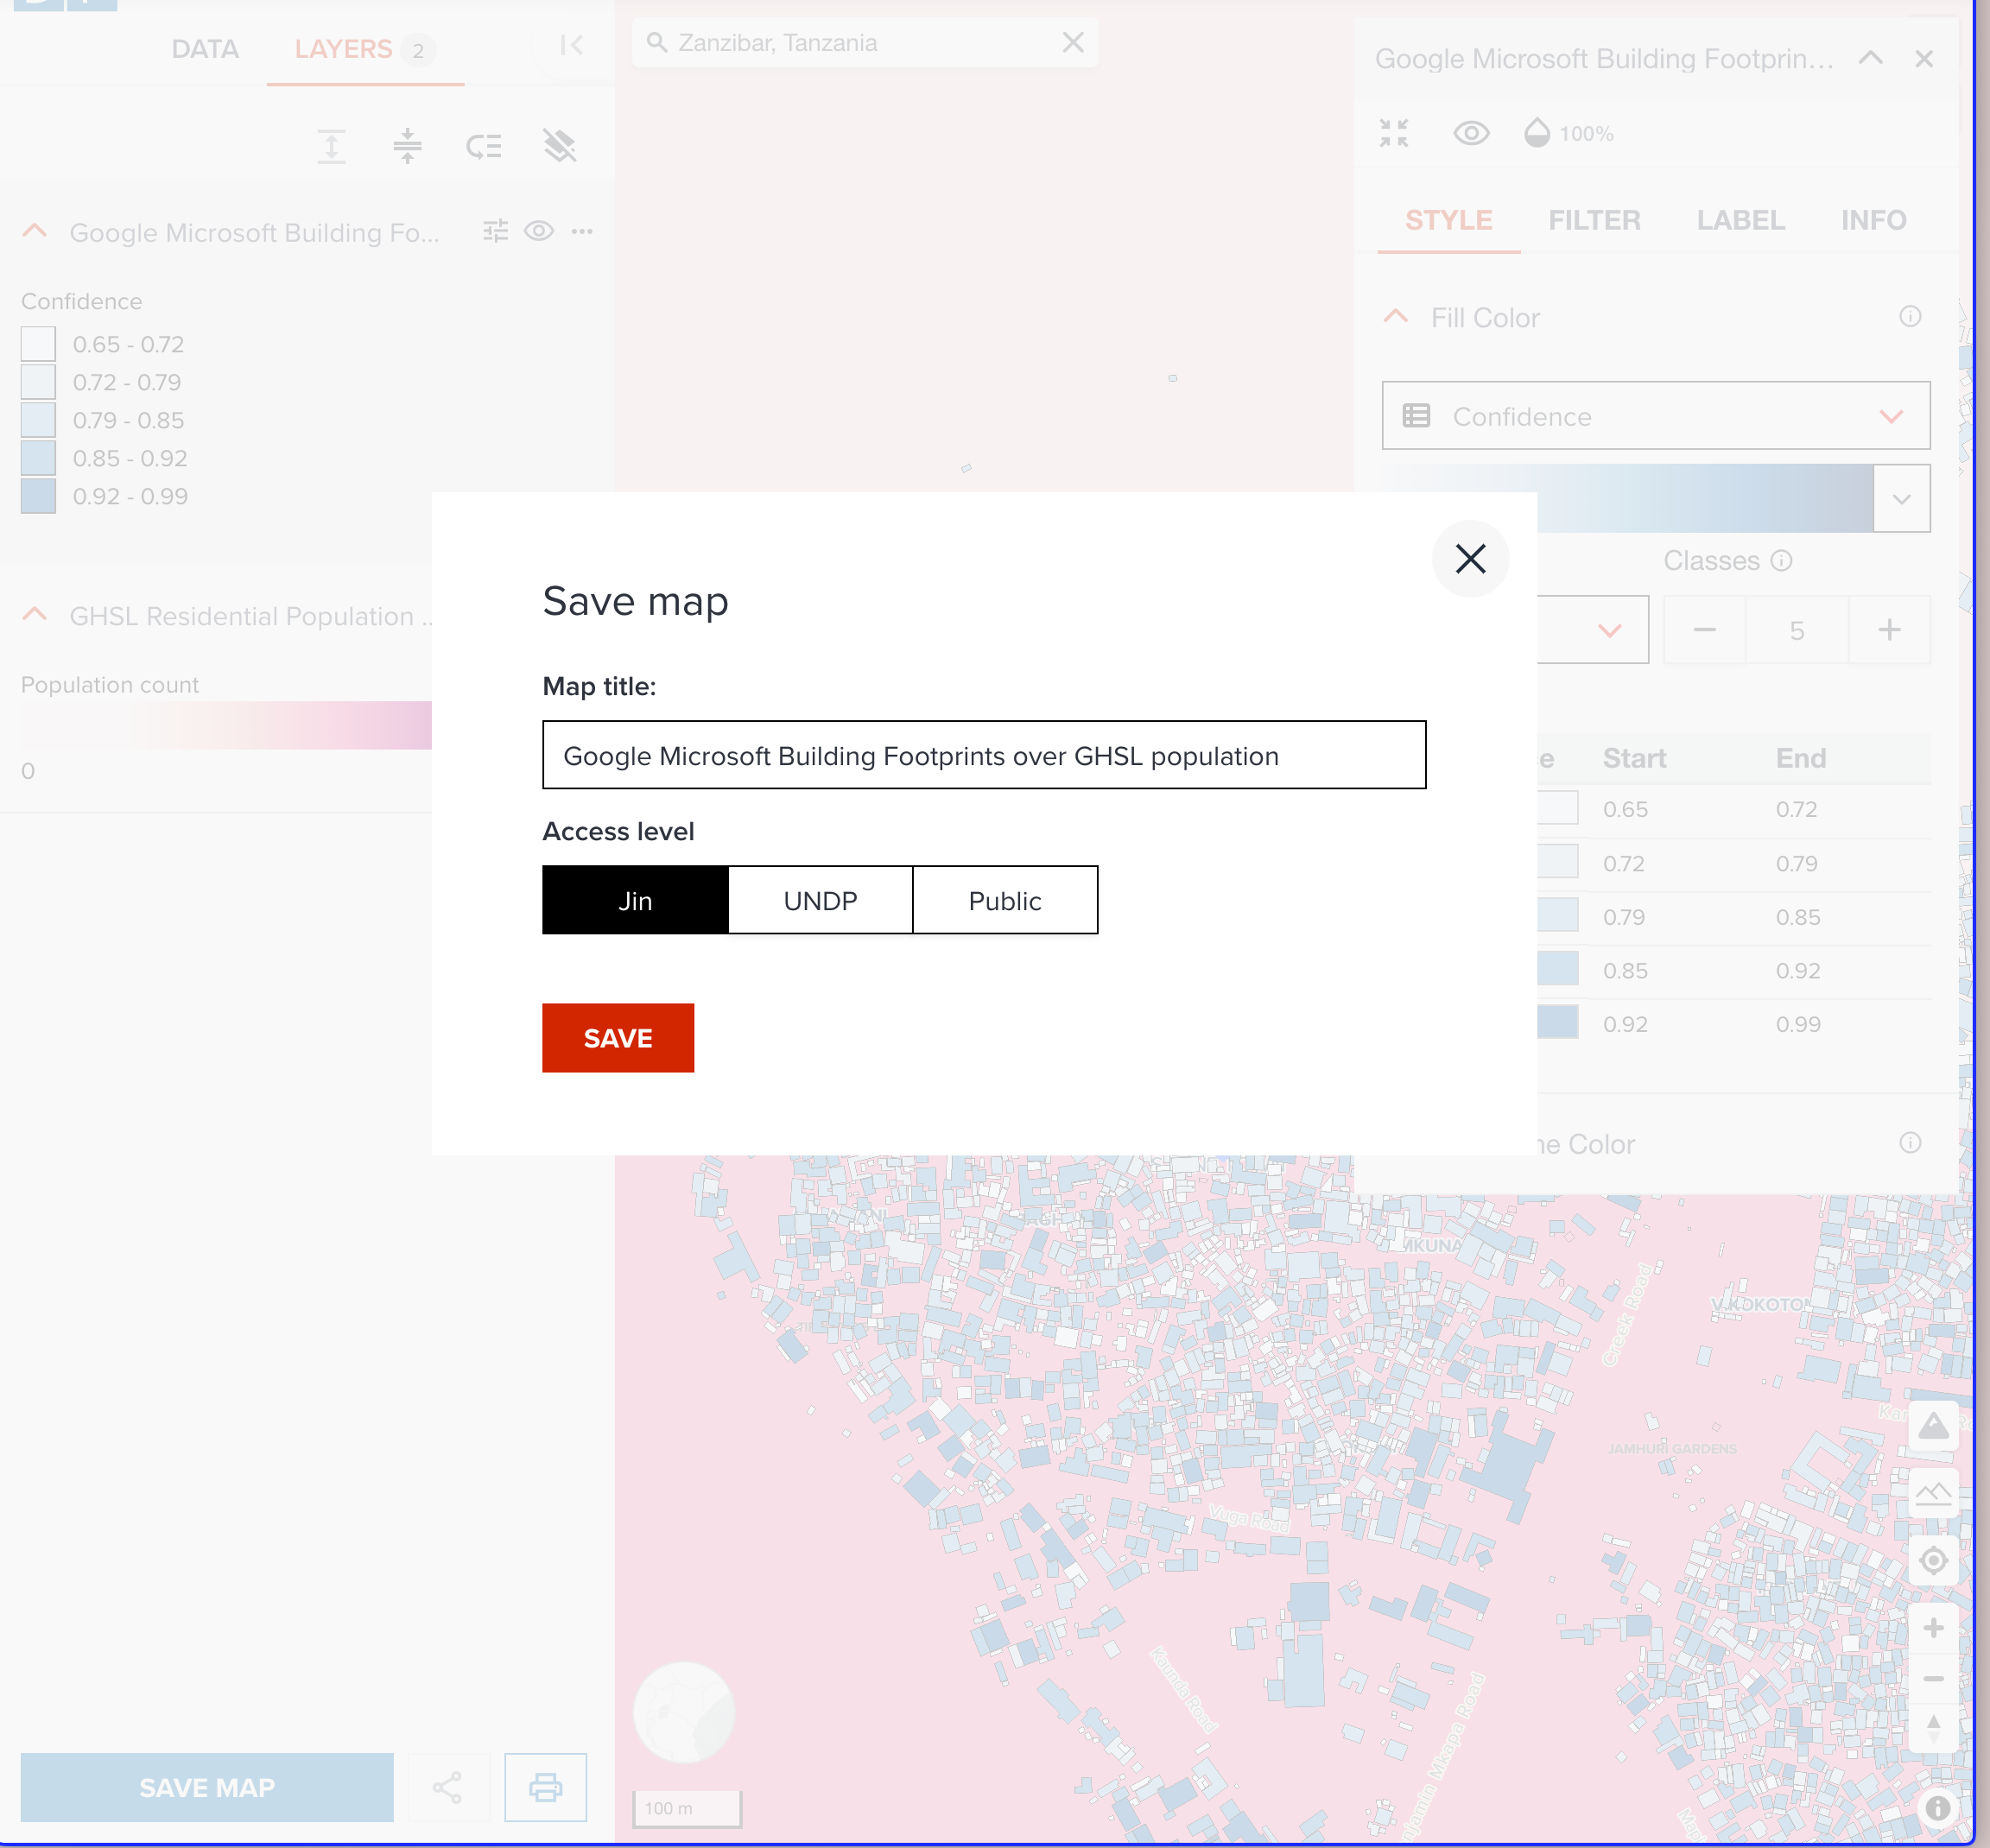 DATA
LAYERS 2
Google Microsoft Building Fo...
Confidence
0.65 - 0.72
0.72 - 0.79
0.79 - 0.85
0.85 - 0.92
0.92 - 0.99
GHSL Residential Population ..
Population count
0
SAVE MAP
Zanzibar, Tanzania
Save map
Map title:
Google Microsoft Building Footprints over GHSL population
Access level
Jin UNDP Public
SAVE
Google Microsoft Building Footprin...
100%
STYLE FILTER LABEL INFO
Fill Color
Confidence
Classes
5
e Start End
0.65 0.72
0.72 0.79
0.79 0.85
0.85 0.92
0.92 0.99
ne Color
MKUNA
Creek Road
JAMHURI GARDENS
Vuga Road
Kaunda Road
jamin Mkapa Road
100 m